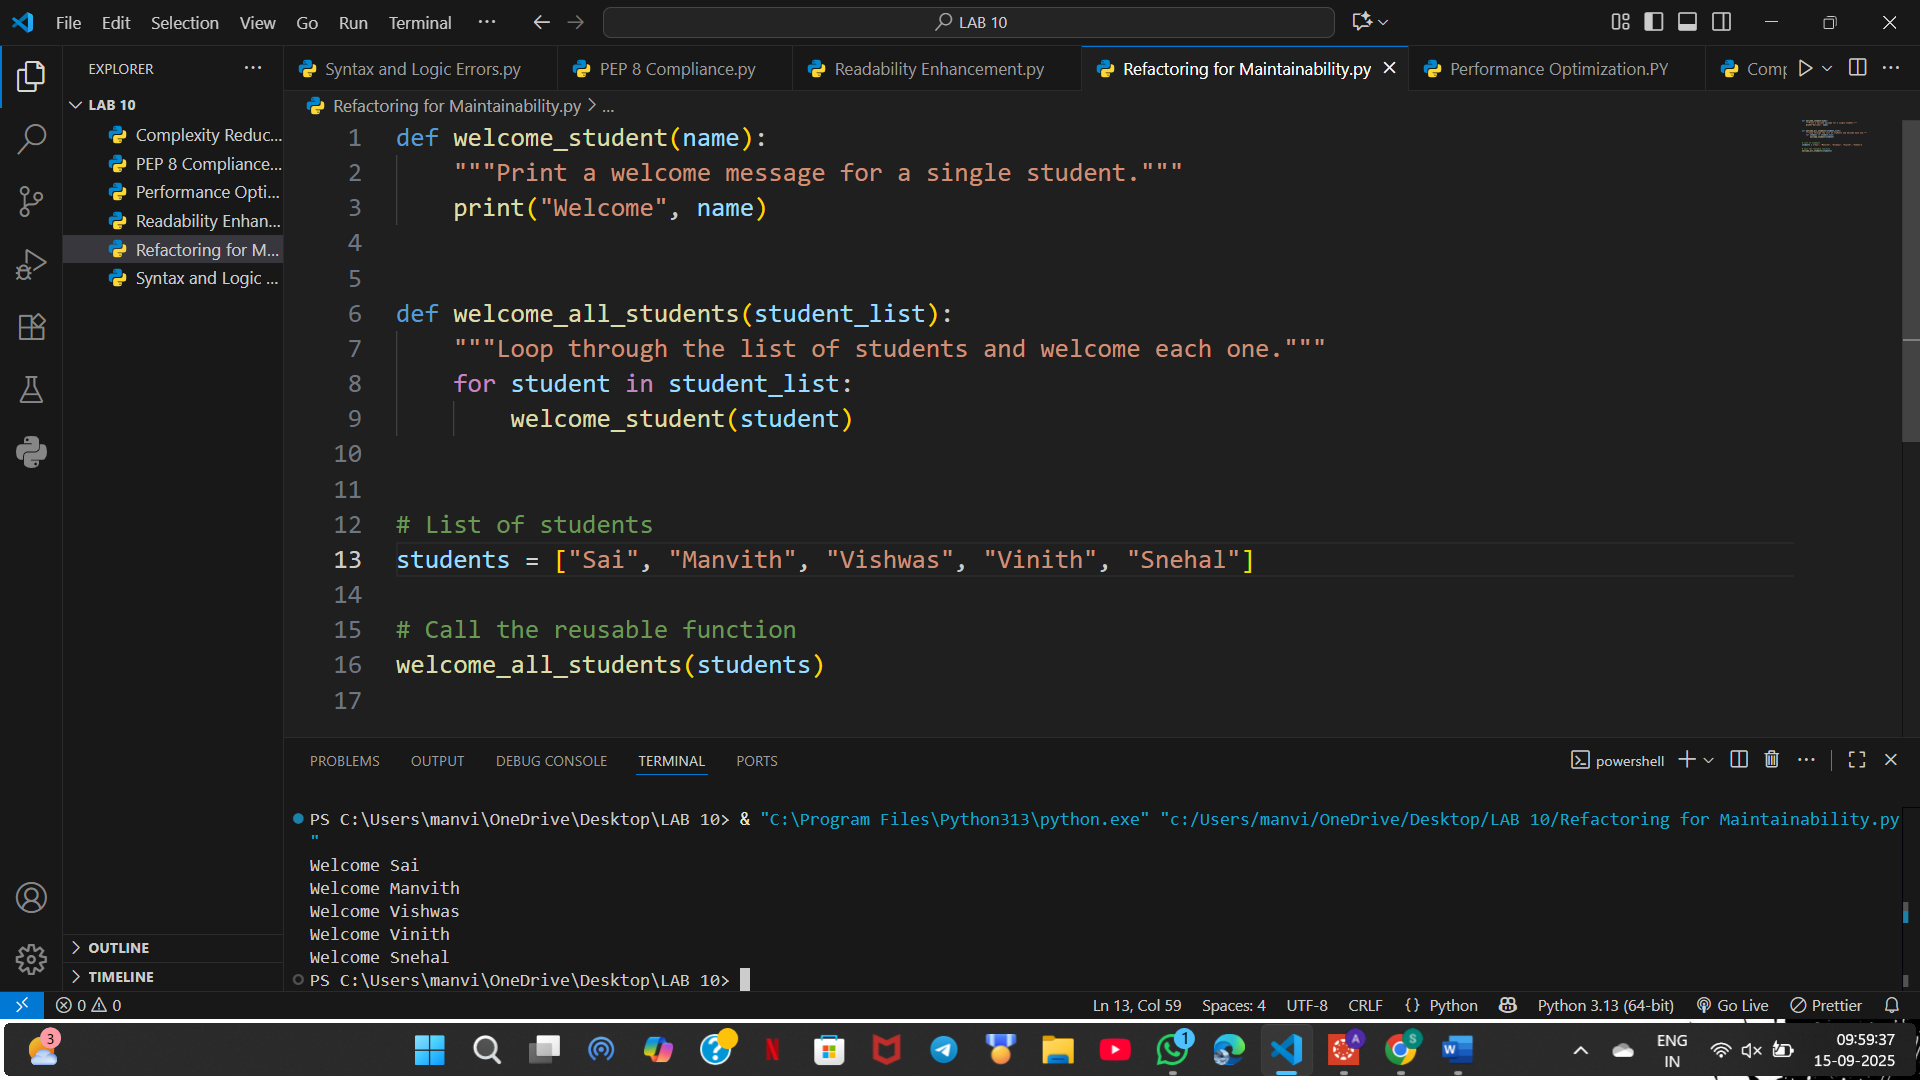 File Edit Selection View Go Run Terminal ··· LAB 10
EXPLORER ···
Syntax and Logic Errors.py PEP 8 Compliance.py Readability Enhancement.py Refactoring for Maintainability.py Performance Optimization.PY Comp
LAB 10
Complexity Reduc...
PEP 8 Compliance...
Performance Opti...
Readability Enhan...
Refactoring for M...
Syntax and Logic ...
OUTLINE
TIMELINE
Refactoring for Maintainability.py > ...
1 def welcome_student(name):
2 """Print a welcome message for a single student."""
3 print("Welcome", name)
4
5
6 def welcome_all_students(student_list):
7 """Loop through the list of students and welcome each one."""
8 for student in student_list:
9 welcome_student(student)
10
11
12 # List of students
13 students = ["Sai", "Manvith", "Vishwas", "Vinith", "Snehal"]
14
15 # Call the reusable function
16 welcome_all_students(students)
17
PROBLEMS OUTPUT DEBUG CONSOLE TERMINAL PORTS powershell
PS C:\Users\manvi\OneDrive\Desktop\LAB 10> & "C:\Program Files\Python313\python.exe" "c:/Users/manvi/OneDrive/Desktop/LAB 10/Refactoring for Maintainability.py
"
Welcome Sai
Welcome Manvith
Welcome Vishwas
Welcome Vinith
Welcome Snehal
PS C:\Users\manvi\OneDrive\Desktop\LAB 10>
0 0 Ln 13, Col 59 Spaces: 4 UTF-8 CRLF {} Python Python 3.13 (64-bit) Go Live Prettier
3 1 A S ENG 09:59:37
IN 15-09-2025